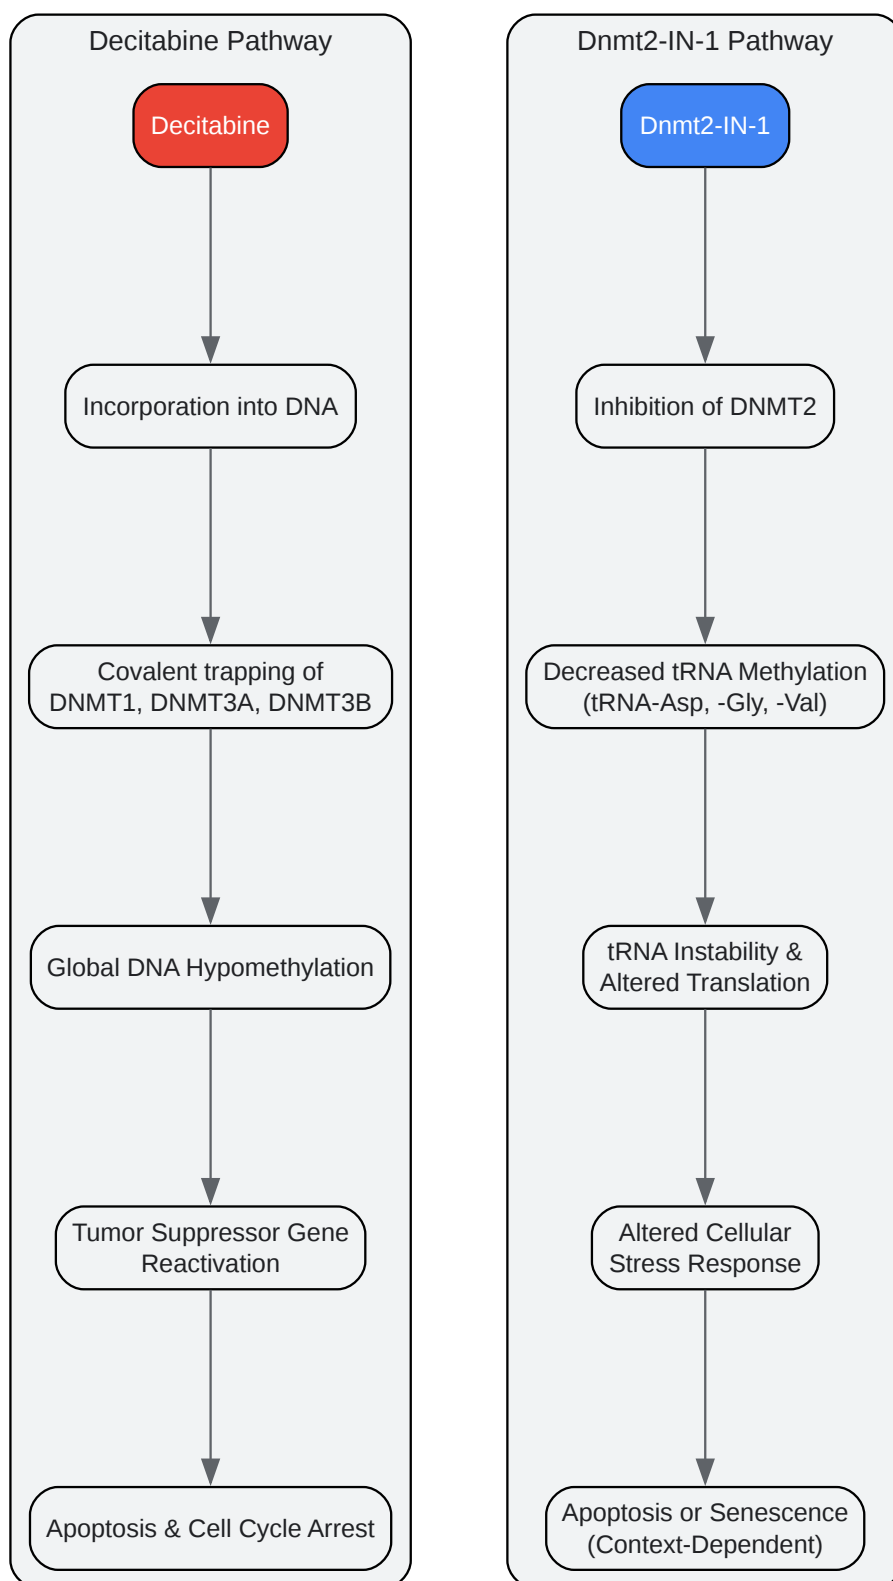 Decitabine Pathway
Decitabine
Incorporation into DNA
Covalent trapping of
DNMT1, DNMT3A, DNMT3B
Global DNA Hypomethylation
Tumor Suppressor Gene
Reactivation
Apoptosis & Cell Cycle Arrest
Dnmt2-IN-1 Pathway
Dnmt2-IN-1
Inhibition of DNMT2
Decreased tRNA Methylation
(tRNA-Asp, -Gly, -Val)
tRNA Instability &
Altered Translation
Altered Cellular
Stress Response
Apoptosis or Senescence
(Context-Dependent)